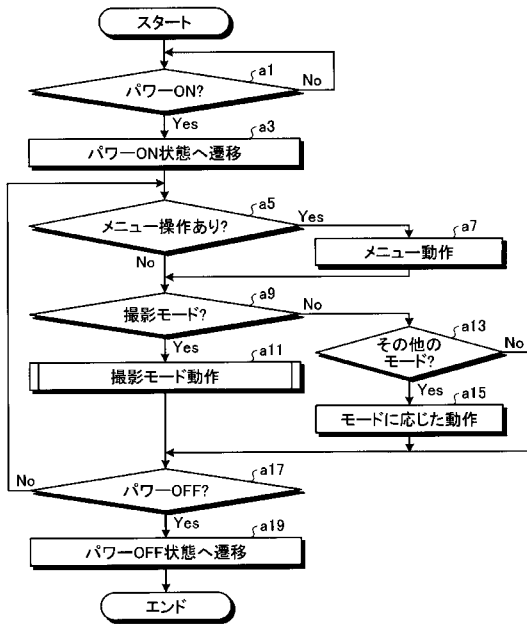 スタート
a1
パワーON?
No
Yes
a3
パワーON状態へ遷移
a5
メニュー操作あり?
Yes
a7
メニュー動作
No
a9
撮影モード?
No
a13
その他の
モード?
No
Yes
a11
撮影モード動作
Yes
a15
モードに応じた動作
a17
No
パワーOFF?
Yes
a19
パワーOFF状態へ遷移
エンド